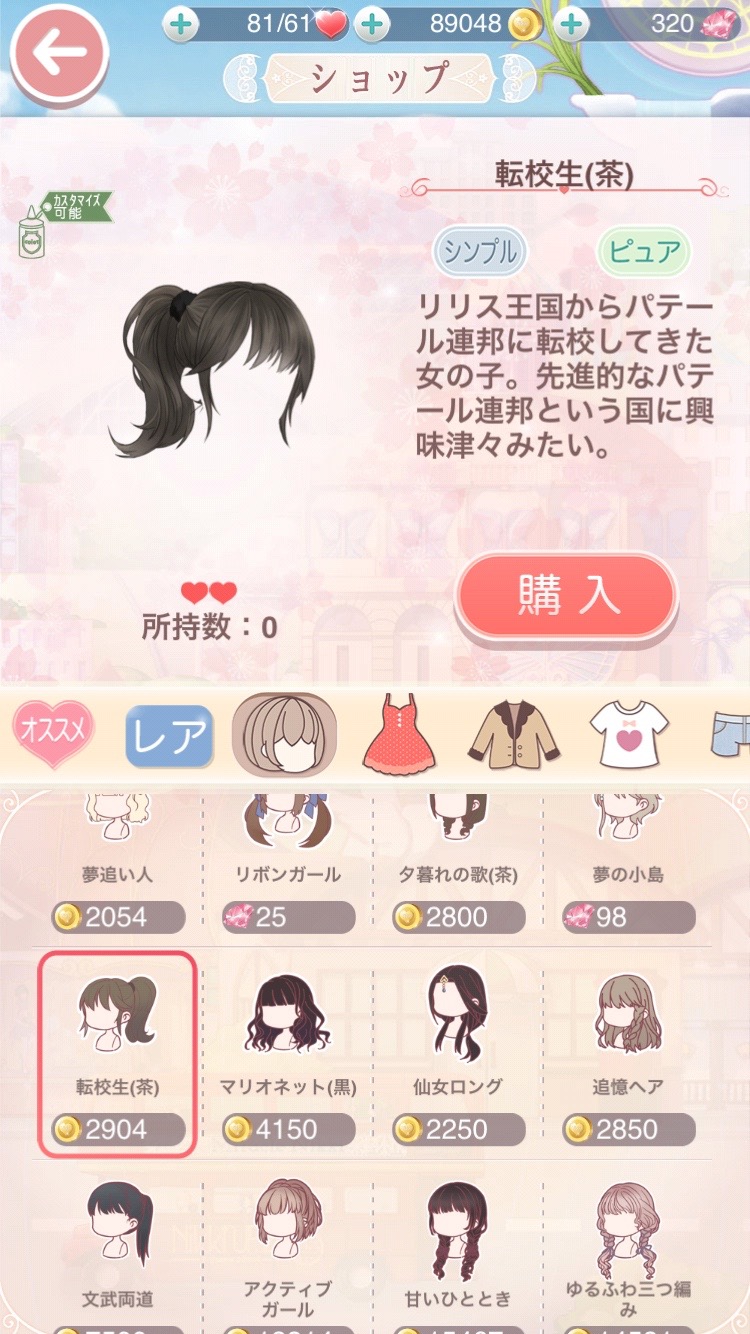 81/61
89048
320
ショップ
転校生(茶)
カスタマイズ
可能
シンプル
ピュア
リリス王国からパテー
ル連邦に転校してきた
女の子。先進的なパテ
ール連邦という国に興
味津々みたい。
所持数：0
購入
オススメ
レア
夢追い人
リボンガール
夕暮れの歌(茶)
夢の小島
2054
25
2800
98
転校生(茶)
マリオネット(黒)
仙女ロング
追憶ヘア
2904
4150
2250
2850
文武両道
アクティブ
ガール
甘いひととき
ゆるふわ三つ編
み